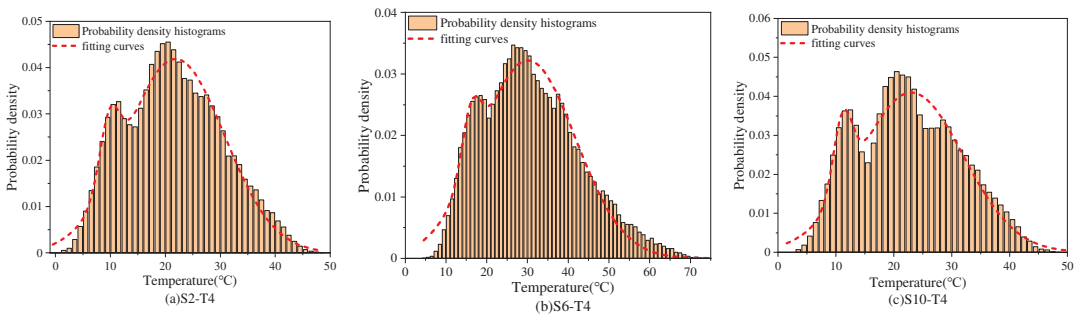 0.05
0.04
0.03
0.02
0.01
0
Probability density
Probability density histograms
fitting curves
0 10 20 30 40 50
Temperature(℃)
(a)S2-T4
0.04
0.03
0.02
0.01
0.00
Probability density
Probability density histograms
fitting curves
0 10 20 30 40 50 60 70
Temperature(℃)
(b)S6-T4
0.06
0.05
0.04
0.03
0.02
0.01
0
Probability density
Probability density histograms
fitting curves
0 10 20 30 40 50
Temperature(℃)
(c)S10-T4